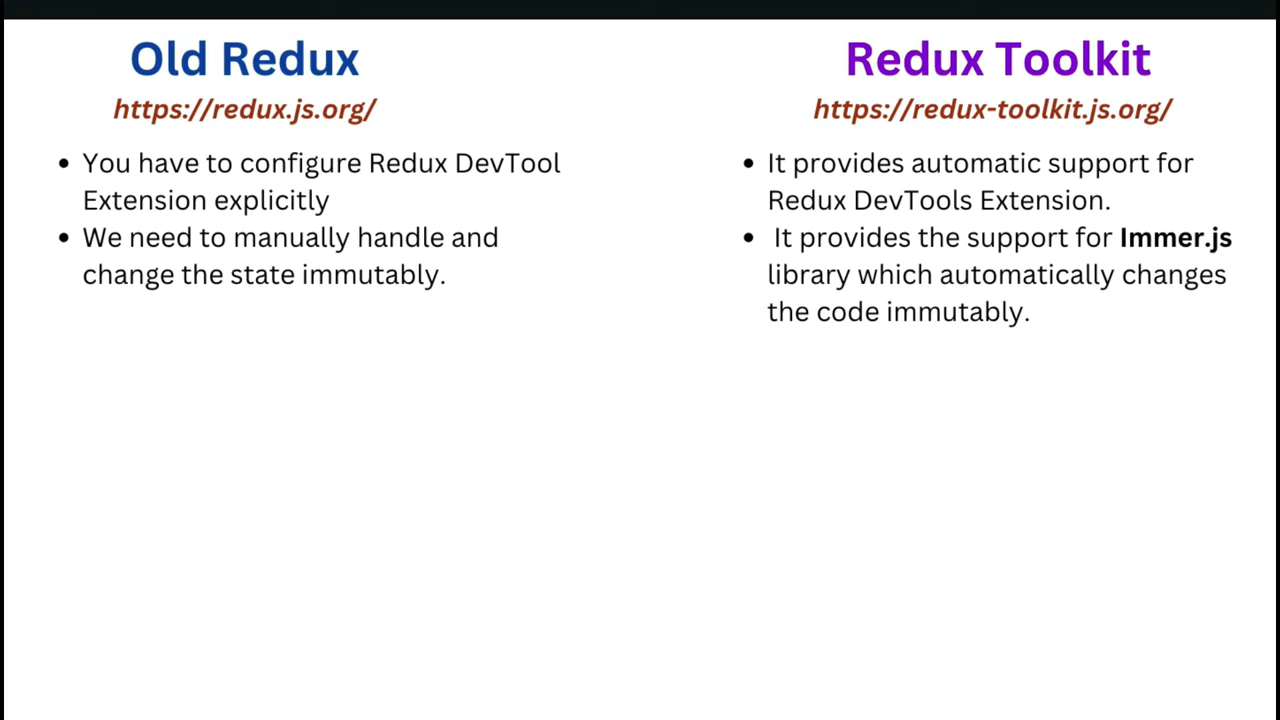 Old Redux
https://redux.js.org/
• You have to configure Redux DevTool
Extension explicitly
• We need to manually handle and
change the state immutably.
Redux Toolkit
https://redux-toolkit.js.org/
• It provides automatic support for
Redux DevTools Extension.
• It provides the support for Immer.js
library which automatically changes
the code immutably.